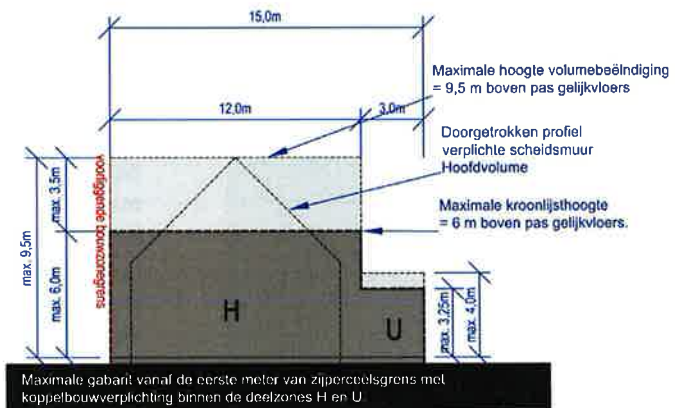 15,0m
Maximale hoogte volumebeëindiging
= 9,5 m boven pas gelijkvloers
12,0m
3,0m
Doorgetrokken profiel
verplichte scheidsmuur
Hoofdvolume
voorliggende bouwzonegrens
max. 3,5m
max. 9,5m
Maximale kroonlijsthoogte
= 6 m boven pas gelijkvloers.
max. 6,0m
H
U
max. 3,25m
max. 4,0m
Maximale gabarit vanaf de eerste meter van zijperceelsgrens met
koppelbouwverplichting binnen de deelzones H en U.